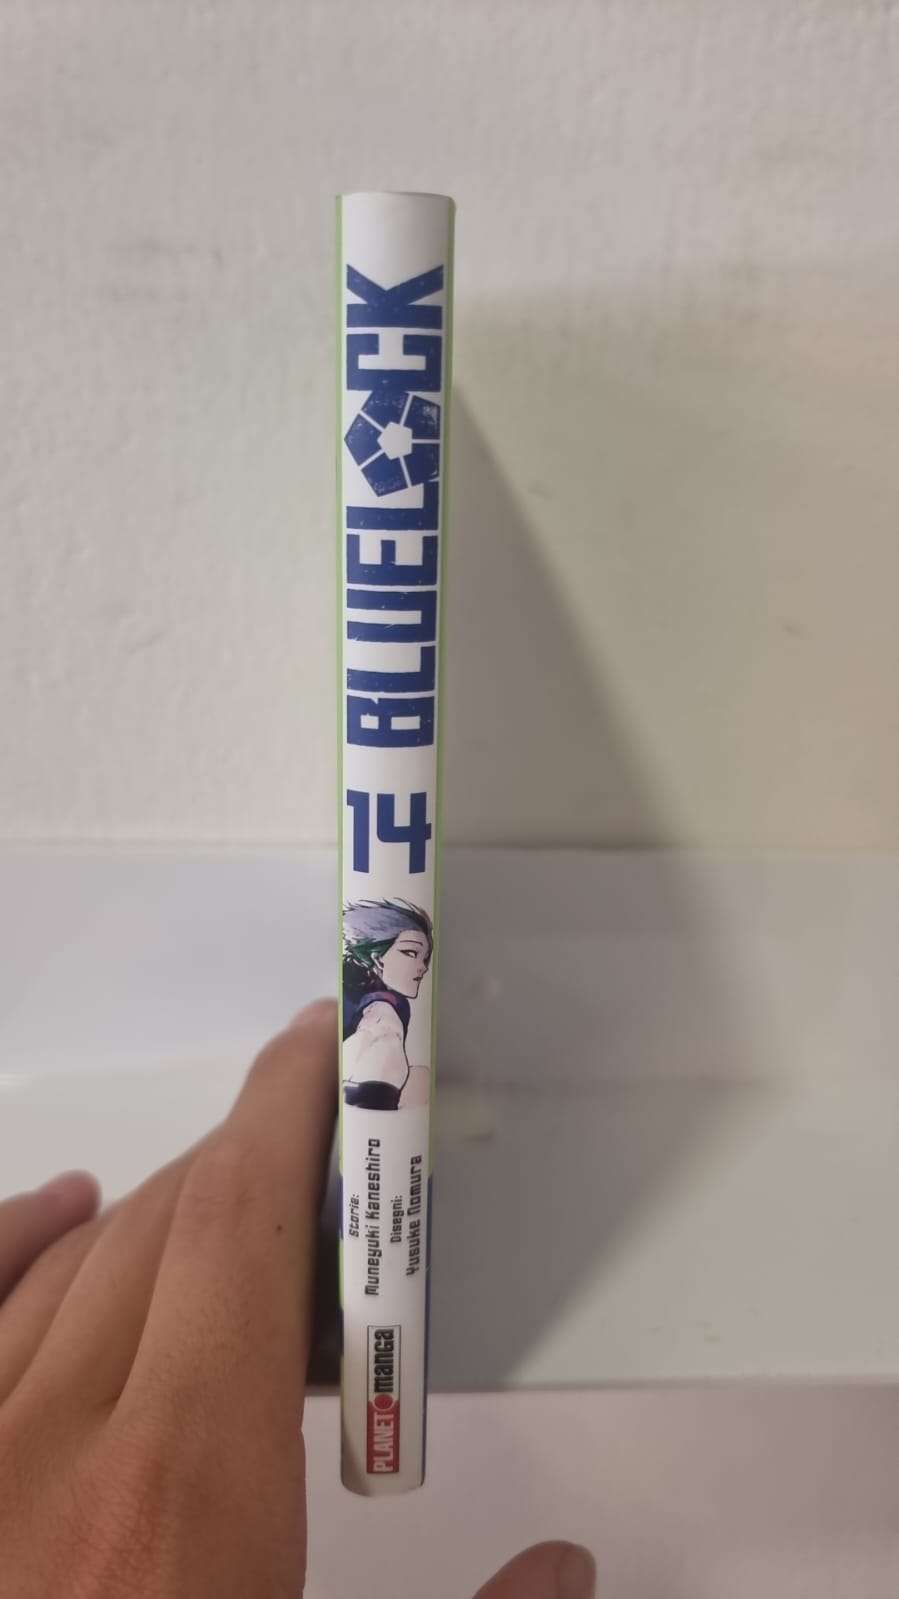 BLUELOCK
14
Storia:
Muneyuki Kaneshiro
Disegni:
Yusuke Nomura
PLANET MANGA